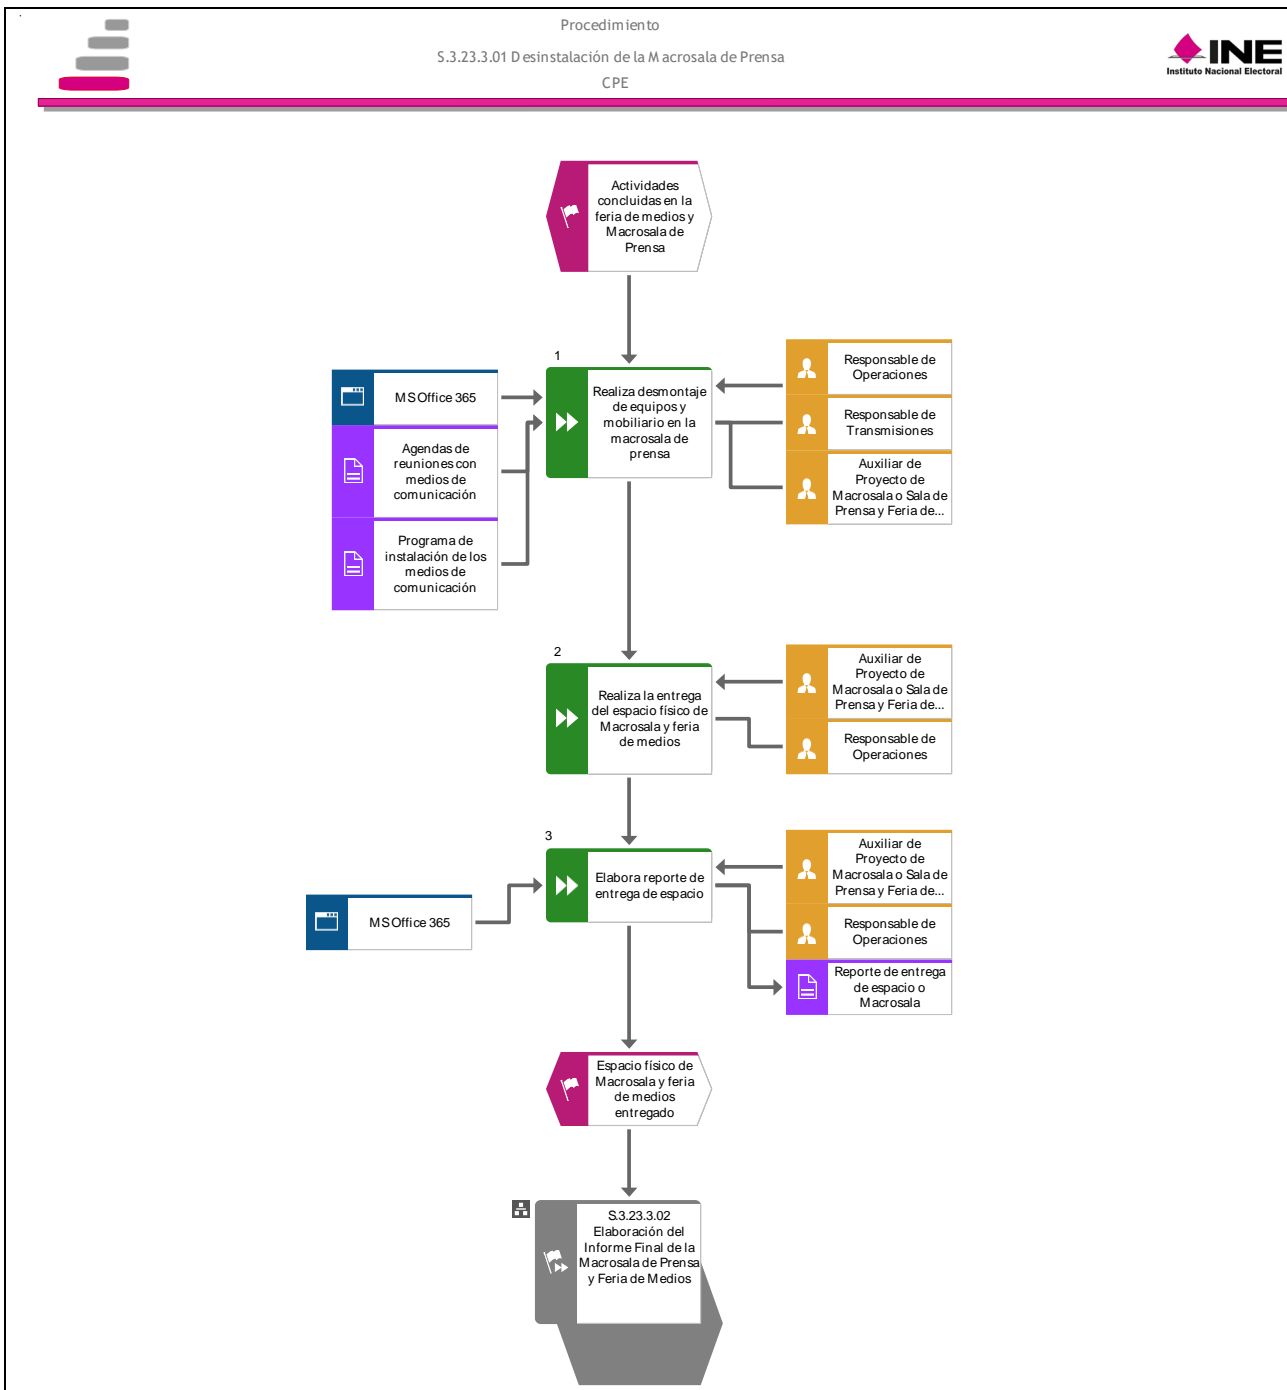 Procedimiento
S.3.23.3.01 Desinstalación de la Macrosala de Prensa
CPE
INE
Instituto Nacional Electoral
Actividades
concluidas en la
feria de medios y
Macrosala de
Prensa
1
Realiza desmontaje
de equipos y
mobiliario en la
macrosala de
prensa
MS Office 365
Agendas de
reuniones con
medios de
comunicación
Programa de
instalación de los
medios de
comunicación
Responsable de
Operaciones
Responsable de
Transmisiones
Auxiliar de
Proyecto de
Macrosala o Sala de
Prensa y Feria de...
2
Realiza la entrega
del espacio físico de
Macrosala y feria
de medios
Auxiliar de
Proyecto de
Macrosala o Sala de
Prensa y Feria de...
Responsable de
Operaciones
3
Elabora reporte de
entrega de espacio
MS Office 365
Auxiliar de
Proyecto de
Macrosala o Sala de
Prensa y Feria de...
Responsable de
Operaciones
Reporte de entrega
de espacio o
Macrosala
Espacio físico de
Macrosala y feria
de medios
entregado
S.3.23.3.02
Elaboración del
Informe Final de la
Macrosala de Prensa
y Feria de Medios